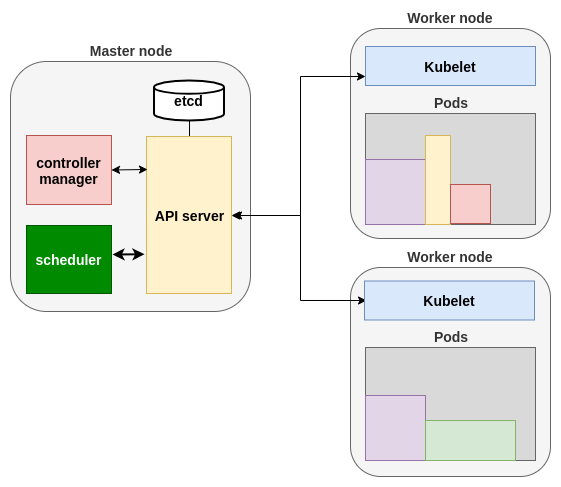 Master node
etcd
controller
manager
API server
scheduler
Worker node
Kubelet
Pods
Worker node
Kubelet
Pods